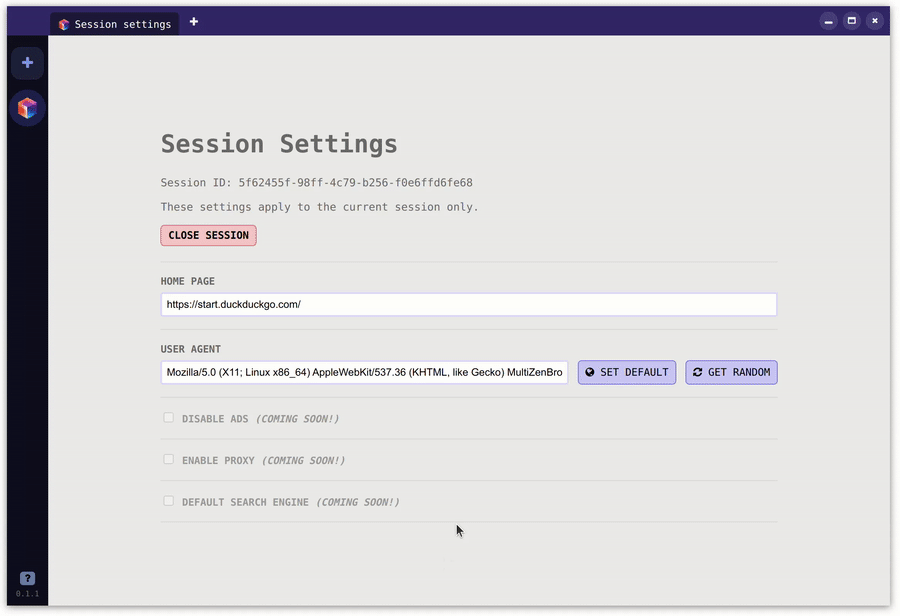 Session settings
Session Settings
Session ID: 5f62455f-98ff-4c79-b256-f0e6ffd6fe68
These settings apply to the current session only.
CLOSE SESSION
HOME PAGE
https://start.duckduckgo.com/
USER AGENT
Mozilla/5.0 (X11; Linux x86_64) AppleWebKit/537.36 (KHTML, like Gecko) MultiZenBro
SET DEFAULT
GET RANDOM
DISABLE ADS (COMING SOON!)
ENABLE PROXY (COMING SOON!)
DEFAULT SEARCH ENGINE (COMING SOON!)
?
0.1.1